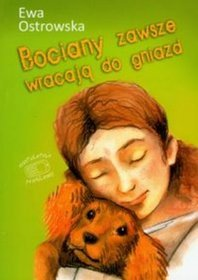 Ewa
Ostrowska
Bociany zawsze
wracają do gniazd